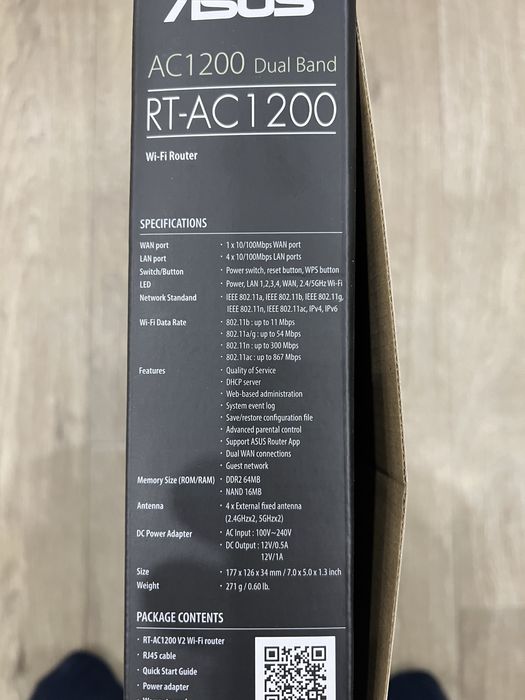 ASUS
AC1200 Dual Band
RT-AC1200
Wi-Fi Router
SPECIFICATIONS
WAN port · 1 x 10/100Mbps WAN port
LAN port · 4 x 10/100Mbps LAN ports
Switch/Button · Power switch, reset button, WPS button
LED · Power, LAN 1,2,3,4, WAN, 2.4/5GHz Wi-Fi
Network Standand · IEEE 802.11a, IEEE 802.11b, IEEE 802.11g,
IEEE 802.11n, IEEE 802.11ac, IPv4, IPv6
Wi-Fi Data Rate · 802.11b : up to 11 Mbps
· 802.11a/g : up to 54 Mbps
· 802.11n : up to 300 Mbps
· 802.11ac : up to 867 Mbps
Features · Quality of Service
· DHCP server
· Web-based administration
· System event log
· Save/restore configuration file
· Advanced parental control
· Support ASUS Router App
· Dual WAN connections
· Guest network
Memory Size (ROM/RAM) · DDR2 64MB
· NAND 16MB
Antenna · 4 x External fixed antenna
(2.4GHzx2, 5GHzx2)
DC Power Adapter · AC Input : 100V~240V
· DC Output : 12V/0.5A
12V/1A
Size · 177 x 126 x 34 mm / 7.0 x 5.0 x 1.3 inch
Weight · 271 g / 0.60 lb.
PACKAGE CONTENTS
· RT-AC1200 V2 Wi-Fi router
· RJ45 cable
· Quick Start Guide
· Power adapter